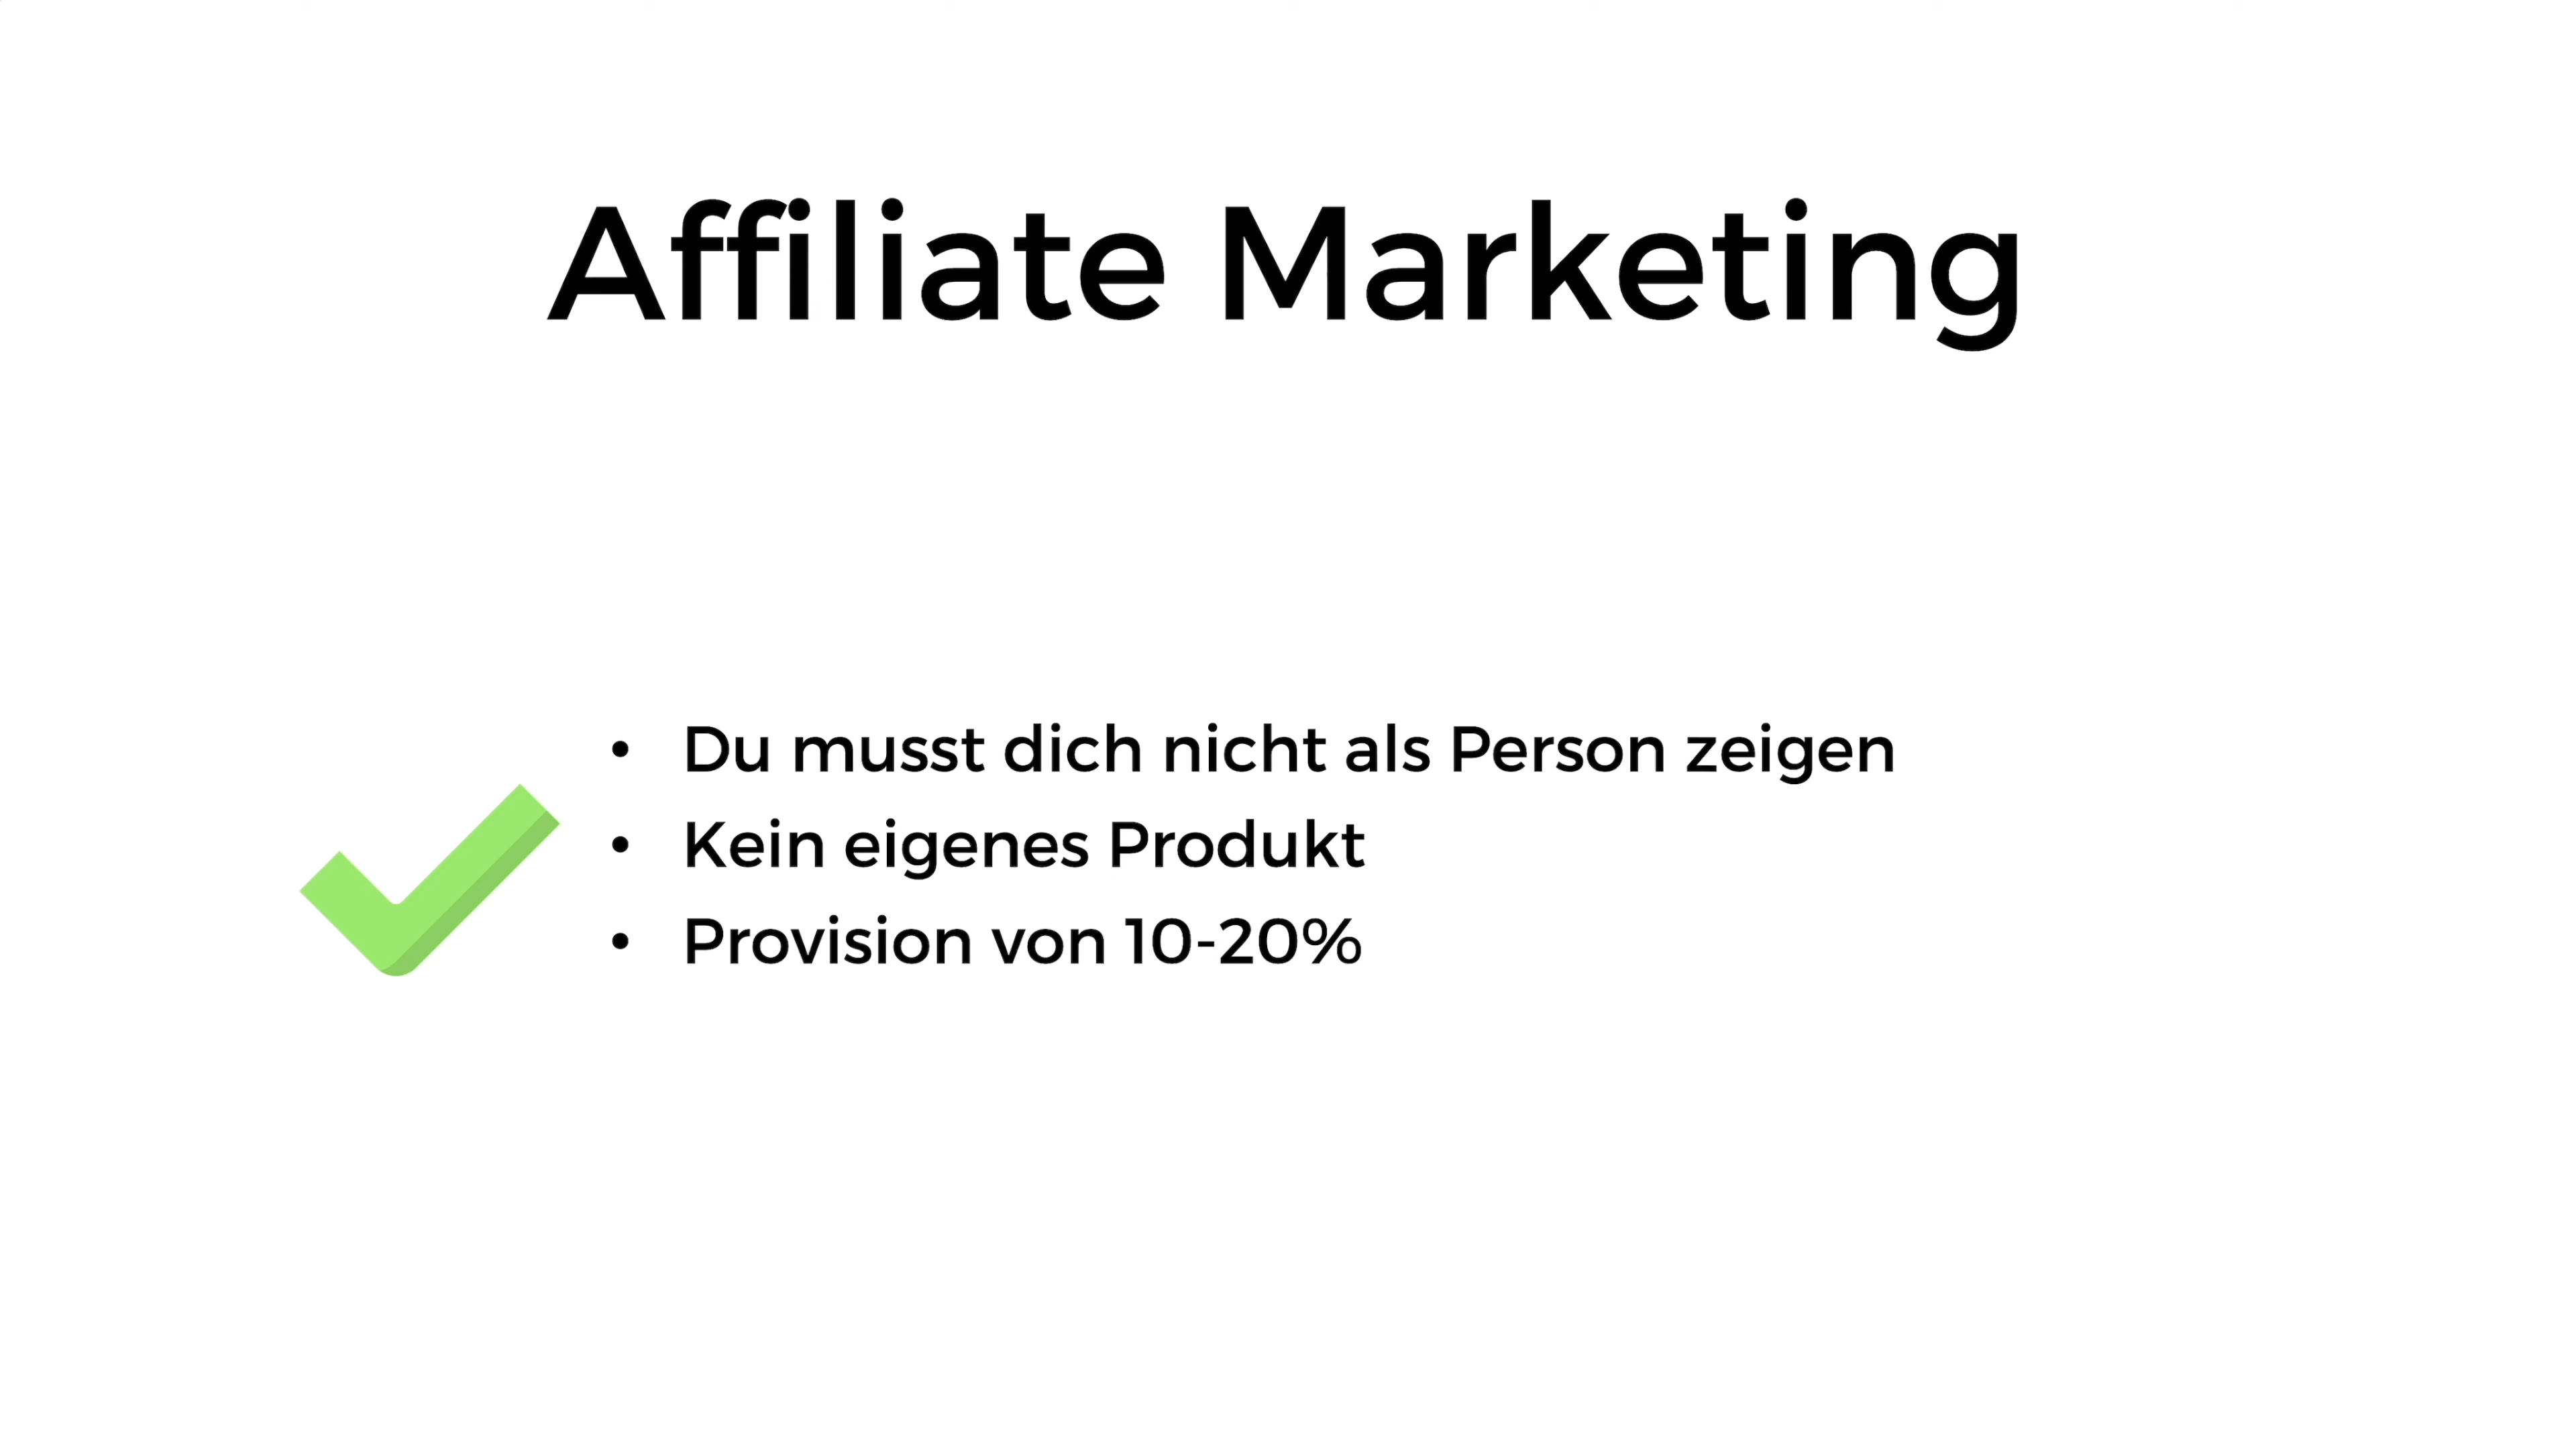 Affiliate Marketing
• Du musst dich nicht als Person zeigen
• Kein eigenes Produkt
• Provision von 10-20%